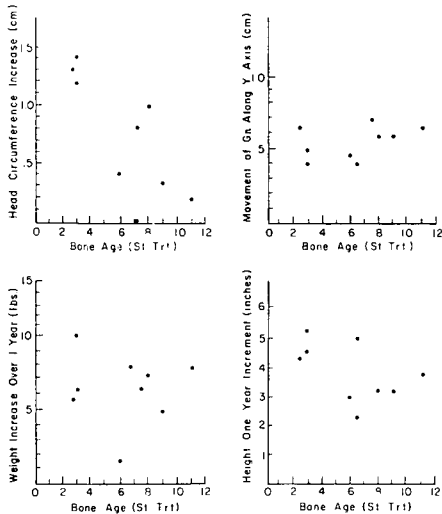 Head Circumference Increase (cm)
1.5
1.0
.5
0
0 2 4 6 8 10 12
Bone Age (St Trt)
Movement of Gn Along Y Axis (cm)
1.0
.5
0 2 4 6 8 10 12
Bone Age (St Trt)
Weight Increase Over 1 Year (lbs)
15
10
5
0 2 4 6 8 10 12
Bone Age (St Trt)
Height One Year Increment (inches)
6
5
4
3
2
1
0 2 4 6 8 10 12
Bone Age (St Trt)